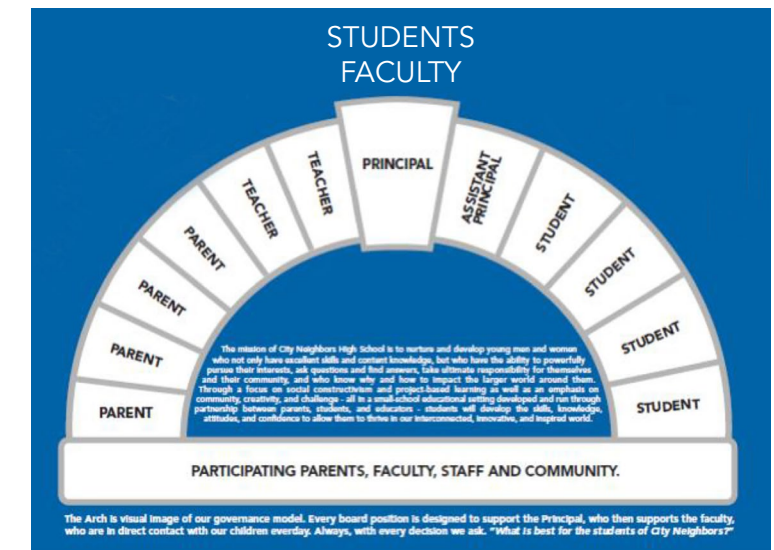 STUDENTS
FACULTY
PRINCIPAL
TEACHER
TEACHER
PARENT
PARENT
PARENT
PARENT
ASSISTANT
PRINCIPAL
STUDENT
STUDENT
STUDENT
STUDENT
The mission of City Neighbors High School is to nurture and develop young men and women
who not only have excellent skills and content knowledge, but who have the ability to powerfully
pursue their interests, ask questions and find answers, take ultimate responsibility for themselves
and their community, and who know why and how to impact the larger world around them.
Through a focus on social constructivism and project-based learning as well as an emphasis on
community, creativity, and challenge - all in a small-school educational setting developed and run through
partnership between parents, students, and educators - students will develop the skills, knowledge,
attitudes, and confidence to allow them to thrive in our interconnected, innovative, and inspired world.
PARTICIPATING PARENTS, FACULTY, STAFF AND COMMUNITY.
The Arch is visual image of our governance model. Every board position is designed to support the Principal, who then supports the faculty,
who are in direct contact with our children everday. Always, with every decision we ask. "What is best for the students of City Neighbors?"